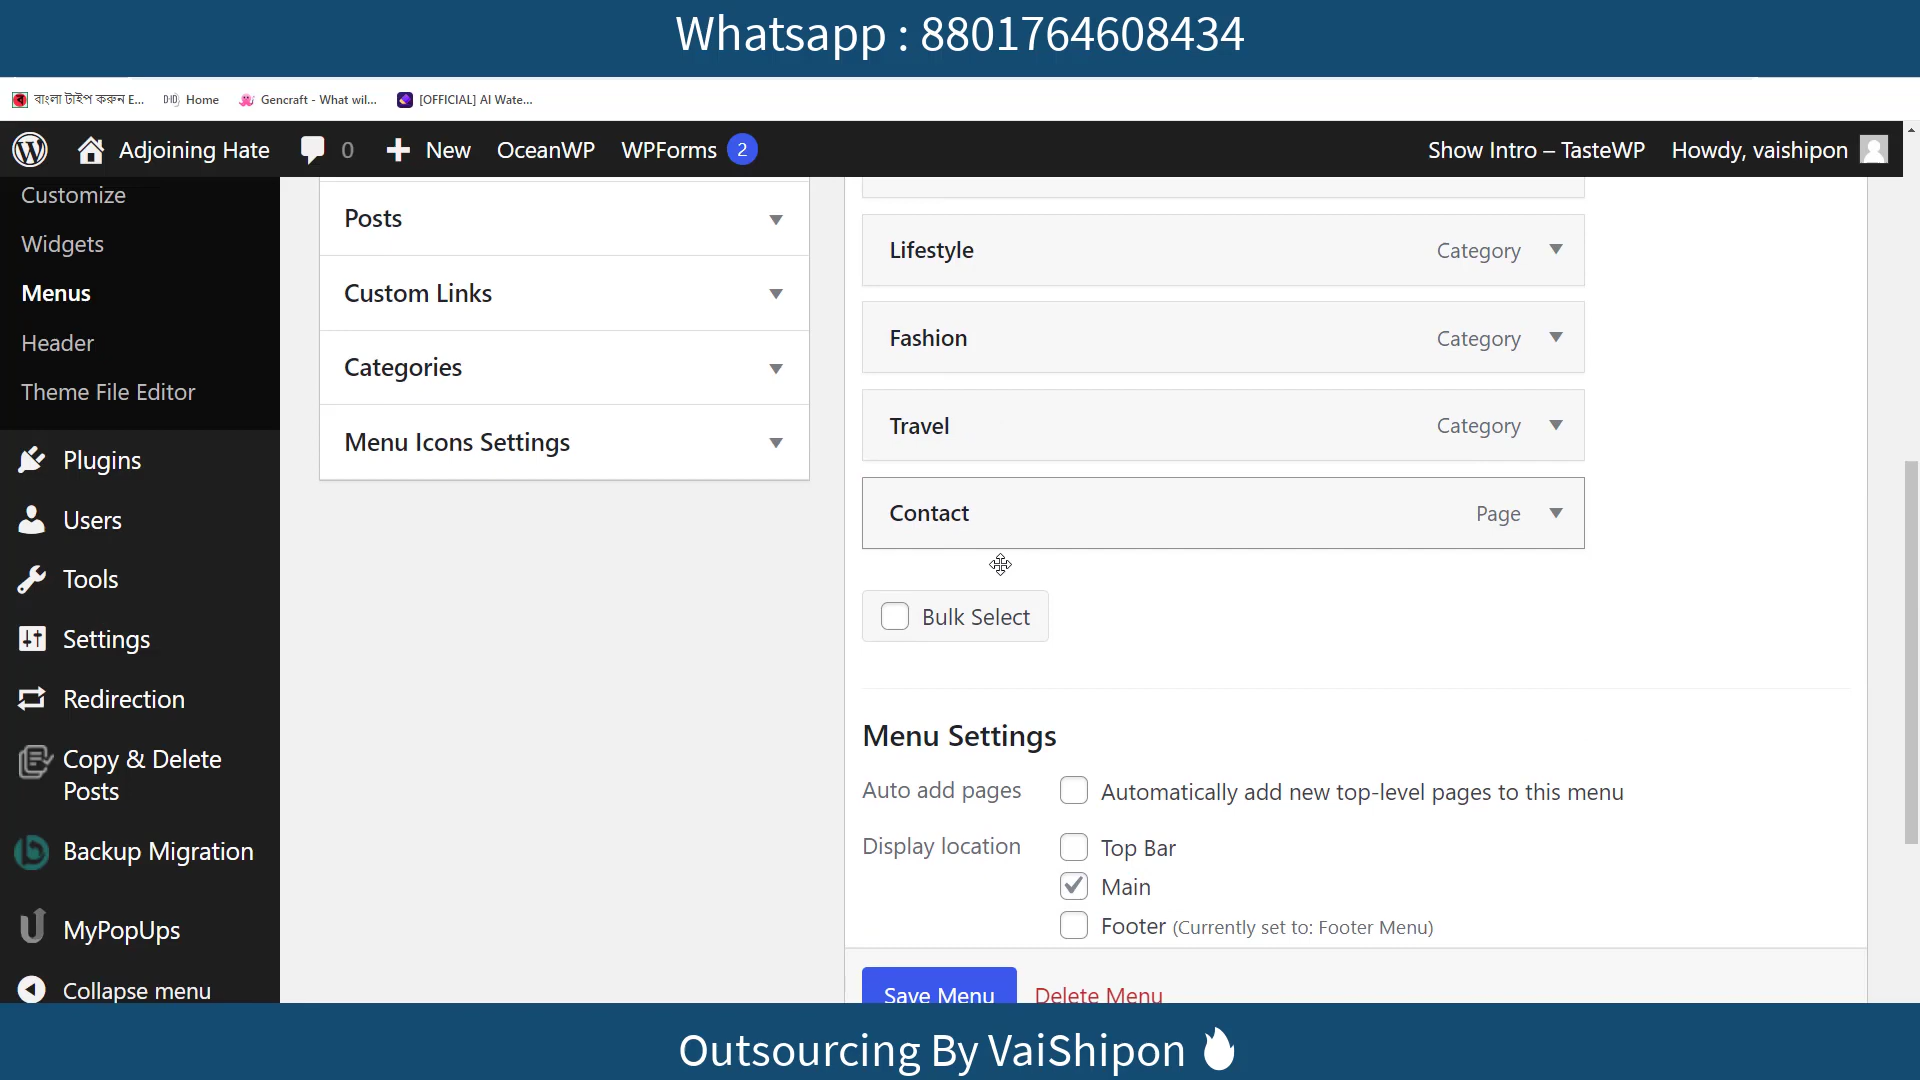 Whatsapp : 8801764608434
বাংলা টাইপ করুন E...
Home
Gencraft - What wil...
[OFFICIAL] AI Wate...
Adjoining Hate
0
New
OceanWP
WPForms 2
Show Intro – TasteWP
Howdy, vaishipon
Customize
Widgets
Menus
Header
Theme File Editor
Plugins
Users
Tools
Settings
Redirection
Copy & Delete
Posts
Backup Migration
MyPopUps
Collapse menu
Posts
Custom Links
Categories
Menu Icons Settings
Lifestyle Category
Fashion Category
Travel Category
Contact Page
Bulk Select
Menu Settings
Auto add pages Automatically add new top-level pages to this menu
Display location Top Bar
Main
Footer (Currently set to: Footer Menu)
Save Menu Delete Menu
Outsourcing By VaiShipon